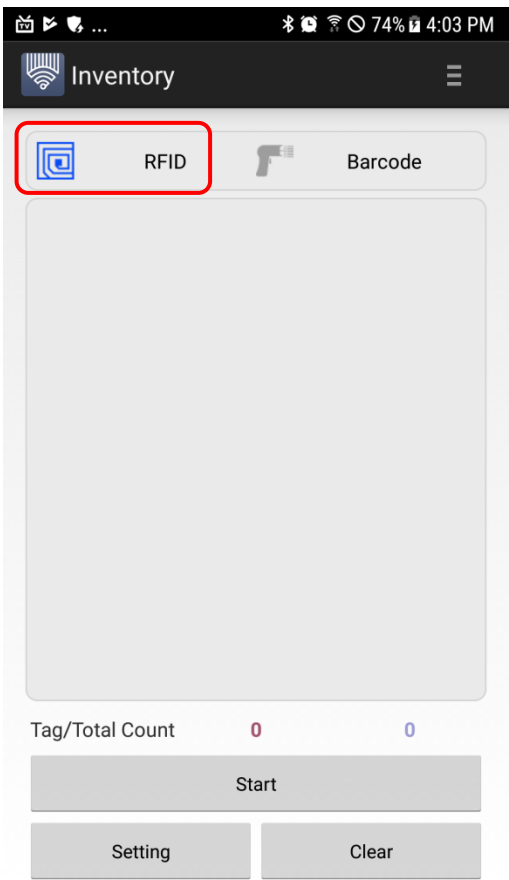 ... 74% 4:03 PM
Inventory
RFID Barcode
Tag/Total Count 0 0
Start
Setting Clear